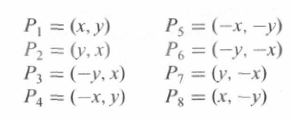 P₁ = (x, y) P₅ = (−x, −y)
P₂ = (y, x) P₆ = (−y, −x)
P₃ = (−y, x) P₇ = (y, −x)
P₄ = (−x, y) P₈ = (x, −y)